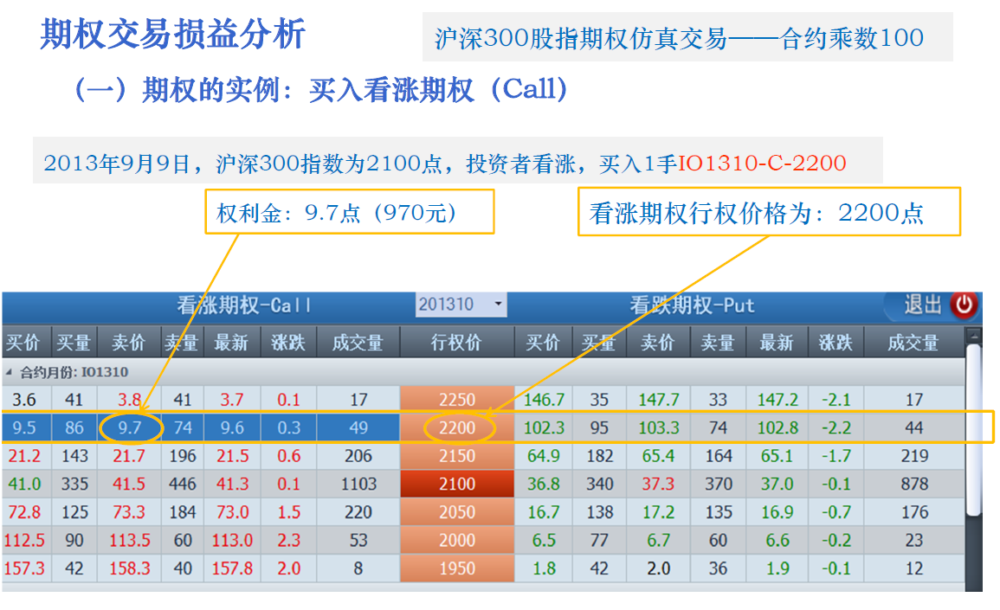 期权交易损益分析
沪深300股指期权仿真交易——合约乘数100
（一）期权的实例：买入看涨期权（Call）
2013年9月9日，沪深300指数为2100点，投资者看涨，买入1手IO1310-C-2200
权利金：9.7点（970元）
看涨期权行权价格为：2200点
看涨期权-Call 201310 看跌期权-Put 退出
买价 买量 卖价 卖量 最新 涨跌 成交量 行权价 买价 买量 卖价 卖量 最新 涨跌 成交量
合约月份: IO1310
3.6 41 3.8 41 3.7 0.1 17 2250 146.7 35 147.7 33 147.2 -2.1 17
9.5 86 9.7 74 9.6 0.3 49 2200 102.3 95 103.3 74 102.8 -2.2 44
21.2 143 21.7 196 21.5 0.6 206 2150 64.9 182 65.4 164 65.1 -1.7 219
41.0 335 41.5 446 41.3 0.1 1103 2100 36.8 340 37.3 370 37.0 -0.1 878
72.8 125 73.3 184 73.0 1.5 220 2050 16.7 138 17.2 135 16.9 -0.7 176
112.5 90 113.5 60 113.0 2.3 53 2000 6.5 77 6.7 60 6.6 -0.2 23
157.3 42 158.3 40 157.8 2.0 8 1950 1.8 42 2.0 36 1.9 -0.1 12